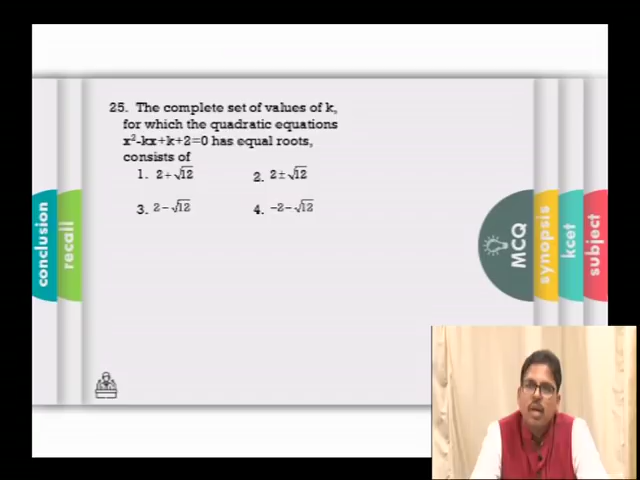 25. The complete set of values of k,
for which the quadratic equations
x²-kx+k+2=0 has equal roots,
consists of
1. 2+√12 2. 2±√12
3. 2−√12 4. −2−√12
conclusion
recall
MCQ
synopsis
kcet
subject